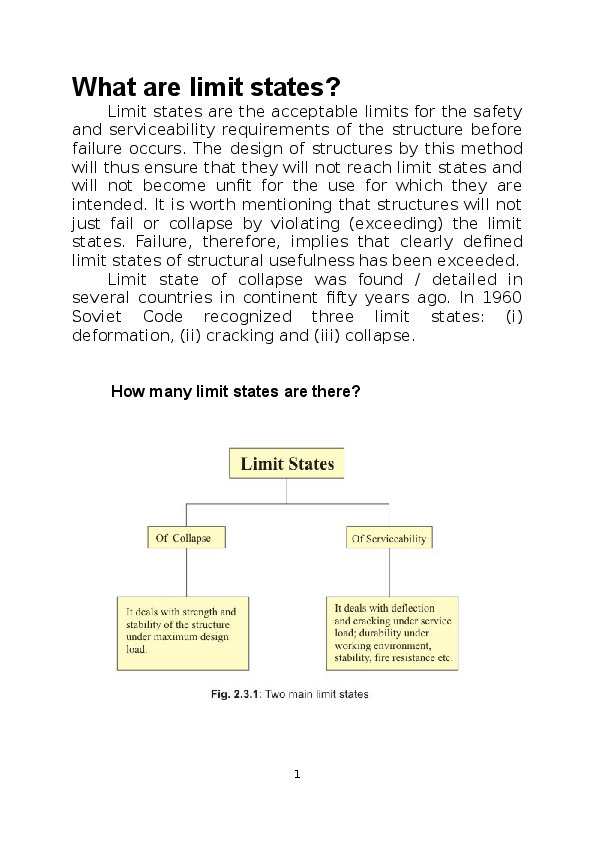 What are limit states?
Limit states are the acceptable limits for the safety
and serviceability requirements of the structure before
failure occurs. The design of structures by this method
will thus ensure that they will not reach limit states and
will not become unfit for the use for which they are
intended. It is worth mentioning that structures will not
just fail or collapse by violating (exceeding) the limit
states. Failure, therefore, implies that clearly defined
limit states of structural usefulness has been exceeded.
Limit state of collapse was found / detailed in
several countries in continent fifty years ago. In 1960
Soviet Code recognized three limit states: (i)
deformation, (ii) cracking and (iii) collapse.
How many limit states are there?
Limit States
Of Collapse
Of Serviceability
It deals with strength and
stability of the structure
under maximum design
load.
It deals with deflection
and cracking under service
load; durability under
working environment,
stability, fire resistance etc.
Fig. 2.3.1: Two main limit states
1